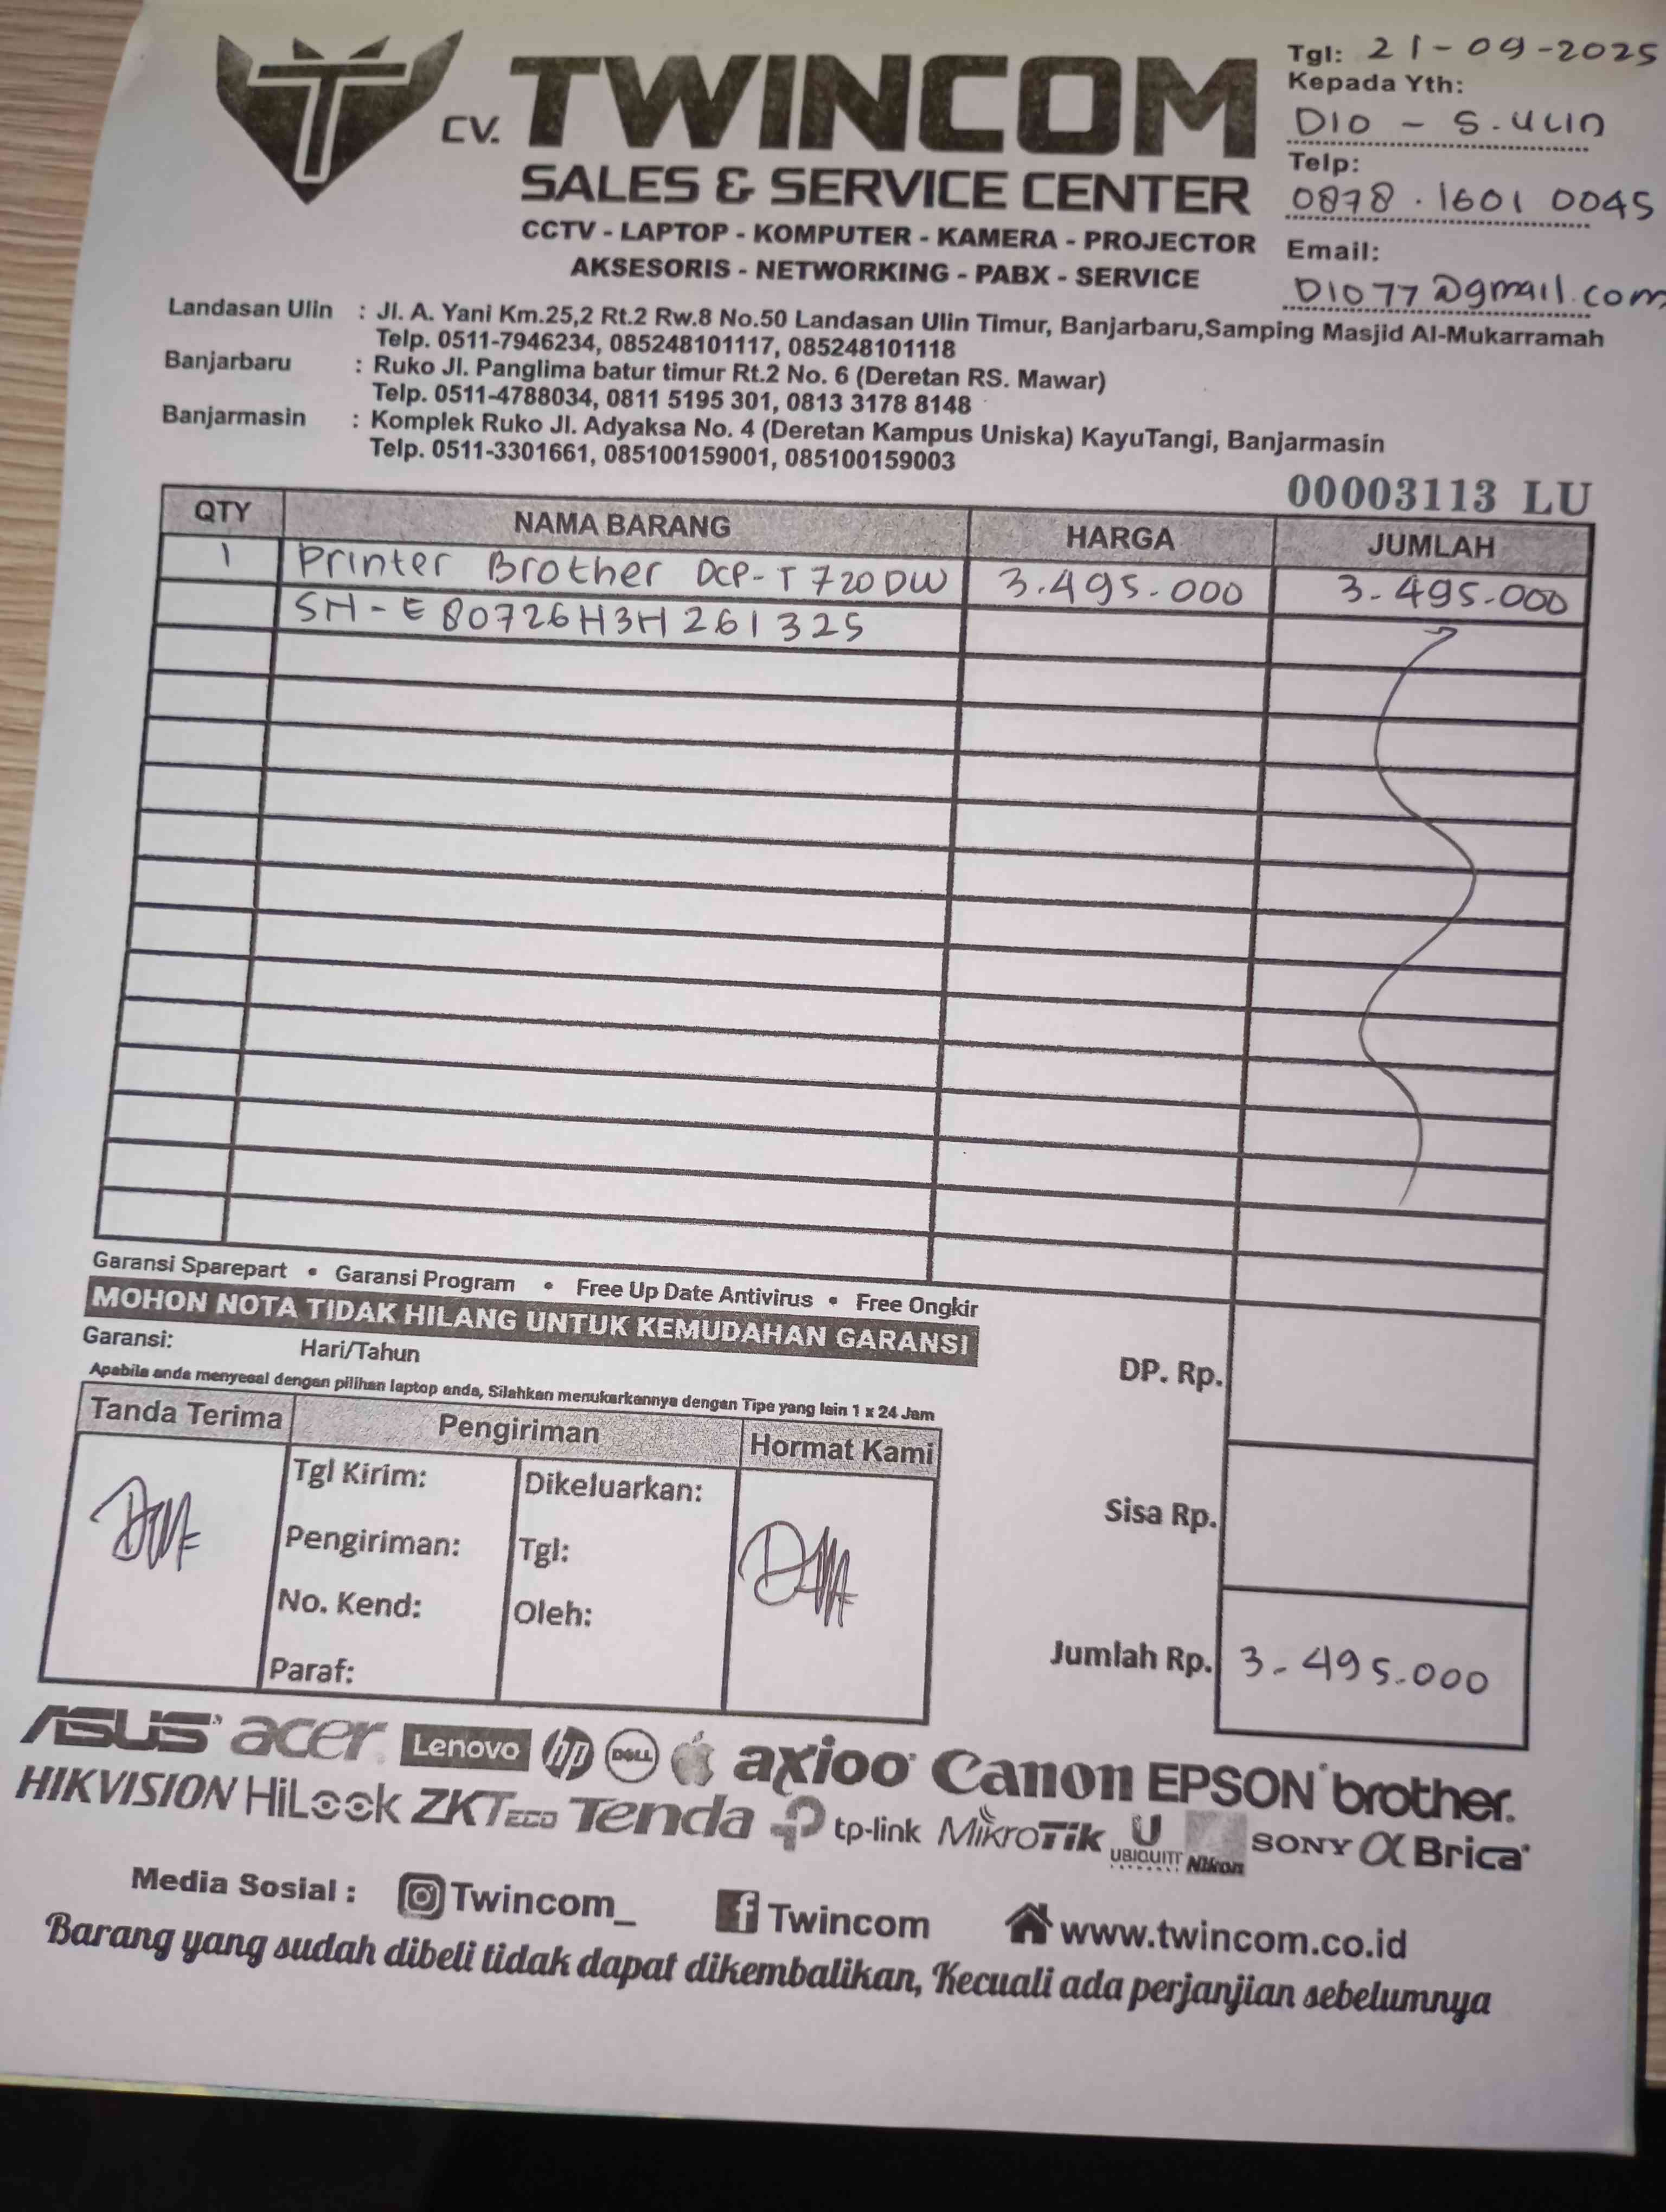 CV. TWINCOM
SALES & SERVICE CENTER
CCTV - LAPTOP - KOMPUTER - KAMERA - PROJECTOR
AKSESORIS - NETWORKING - PABX - SERVICE
Tgl: 21-09-2025
Kepada Yth:
DIO - S. ULIN
Telp:
0878 . 1601 0045
Email:
DIO77@gmail.com
Landasan Ulin : Jl. A. Yani Km.25,2 Rt.2 Rw.8 No.50 Landasan Ulin Timur, Banjarbaru,Samping Masjid Al-Mukarramah
Telp. 0511-7946234, 085248101117, 085248101118
Banjarbaru : Ruko Jl. Panglima batur timur Rt.2 No. 6 (Deretan RS. Mawar)
Telp. 0511-4788034, 0811 5195 301, 0813 3178 8148
Banjarmasin : Komplek Ruko Jl. Adyaksa No. 4 (Deretan Kampus Uniska) KayuTangi, Banjarmasin
Telp. 0511-3301661, 085100159001, 085100159003
00003113 LU
QTY NAMA BARANG HARGA JUMLAH
1 Printer Brother DCP-T720DW 3.495.000 3-495.000
SH-E80726H3H261325
Garansi Sparepart • Garansi Program • Free Up Date Antivirus • Free Ongkir
MOHON NOTA TIDAK HILANG UNTUK KEMUDAHAN GARANSI
Garansi: Hari/Tahun
Apabila anda menyesal dengan pilihan laptop anda, Silahkan menukarkannya dengan Tipe yang lain 1 x 24 Jam
Tanda Terima Pengiriman Hormat Kami
Tgl Kirim: Dikeluarkan:
Pengiriman: Tgl:
No. Kend: Oleh:
Paraf:
DP. Rp.
Sisa Rp.
Jumlah Rp. 3-495.000
ASUS acer Lenovo hp DELL axioo Canon EPSON brother.
HIKVISION HiLook ZKTECO Tenda tp-link MikroTik UBIQUITI Nikon SONY α Brica
Media Sosial : Twincom_ Twincom www.twincom.co.id
Barang yang sudah dibeli tidak dapat dikembalikan, Kecuali ada perjanjian sebelumnya